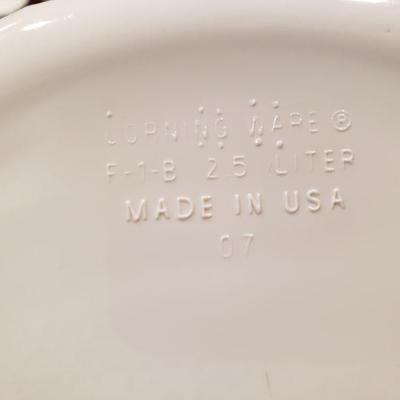 CORNING WARE®
F-1-B 2.5 LITER
MADE IN USA
07